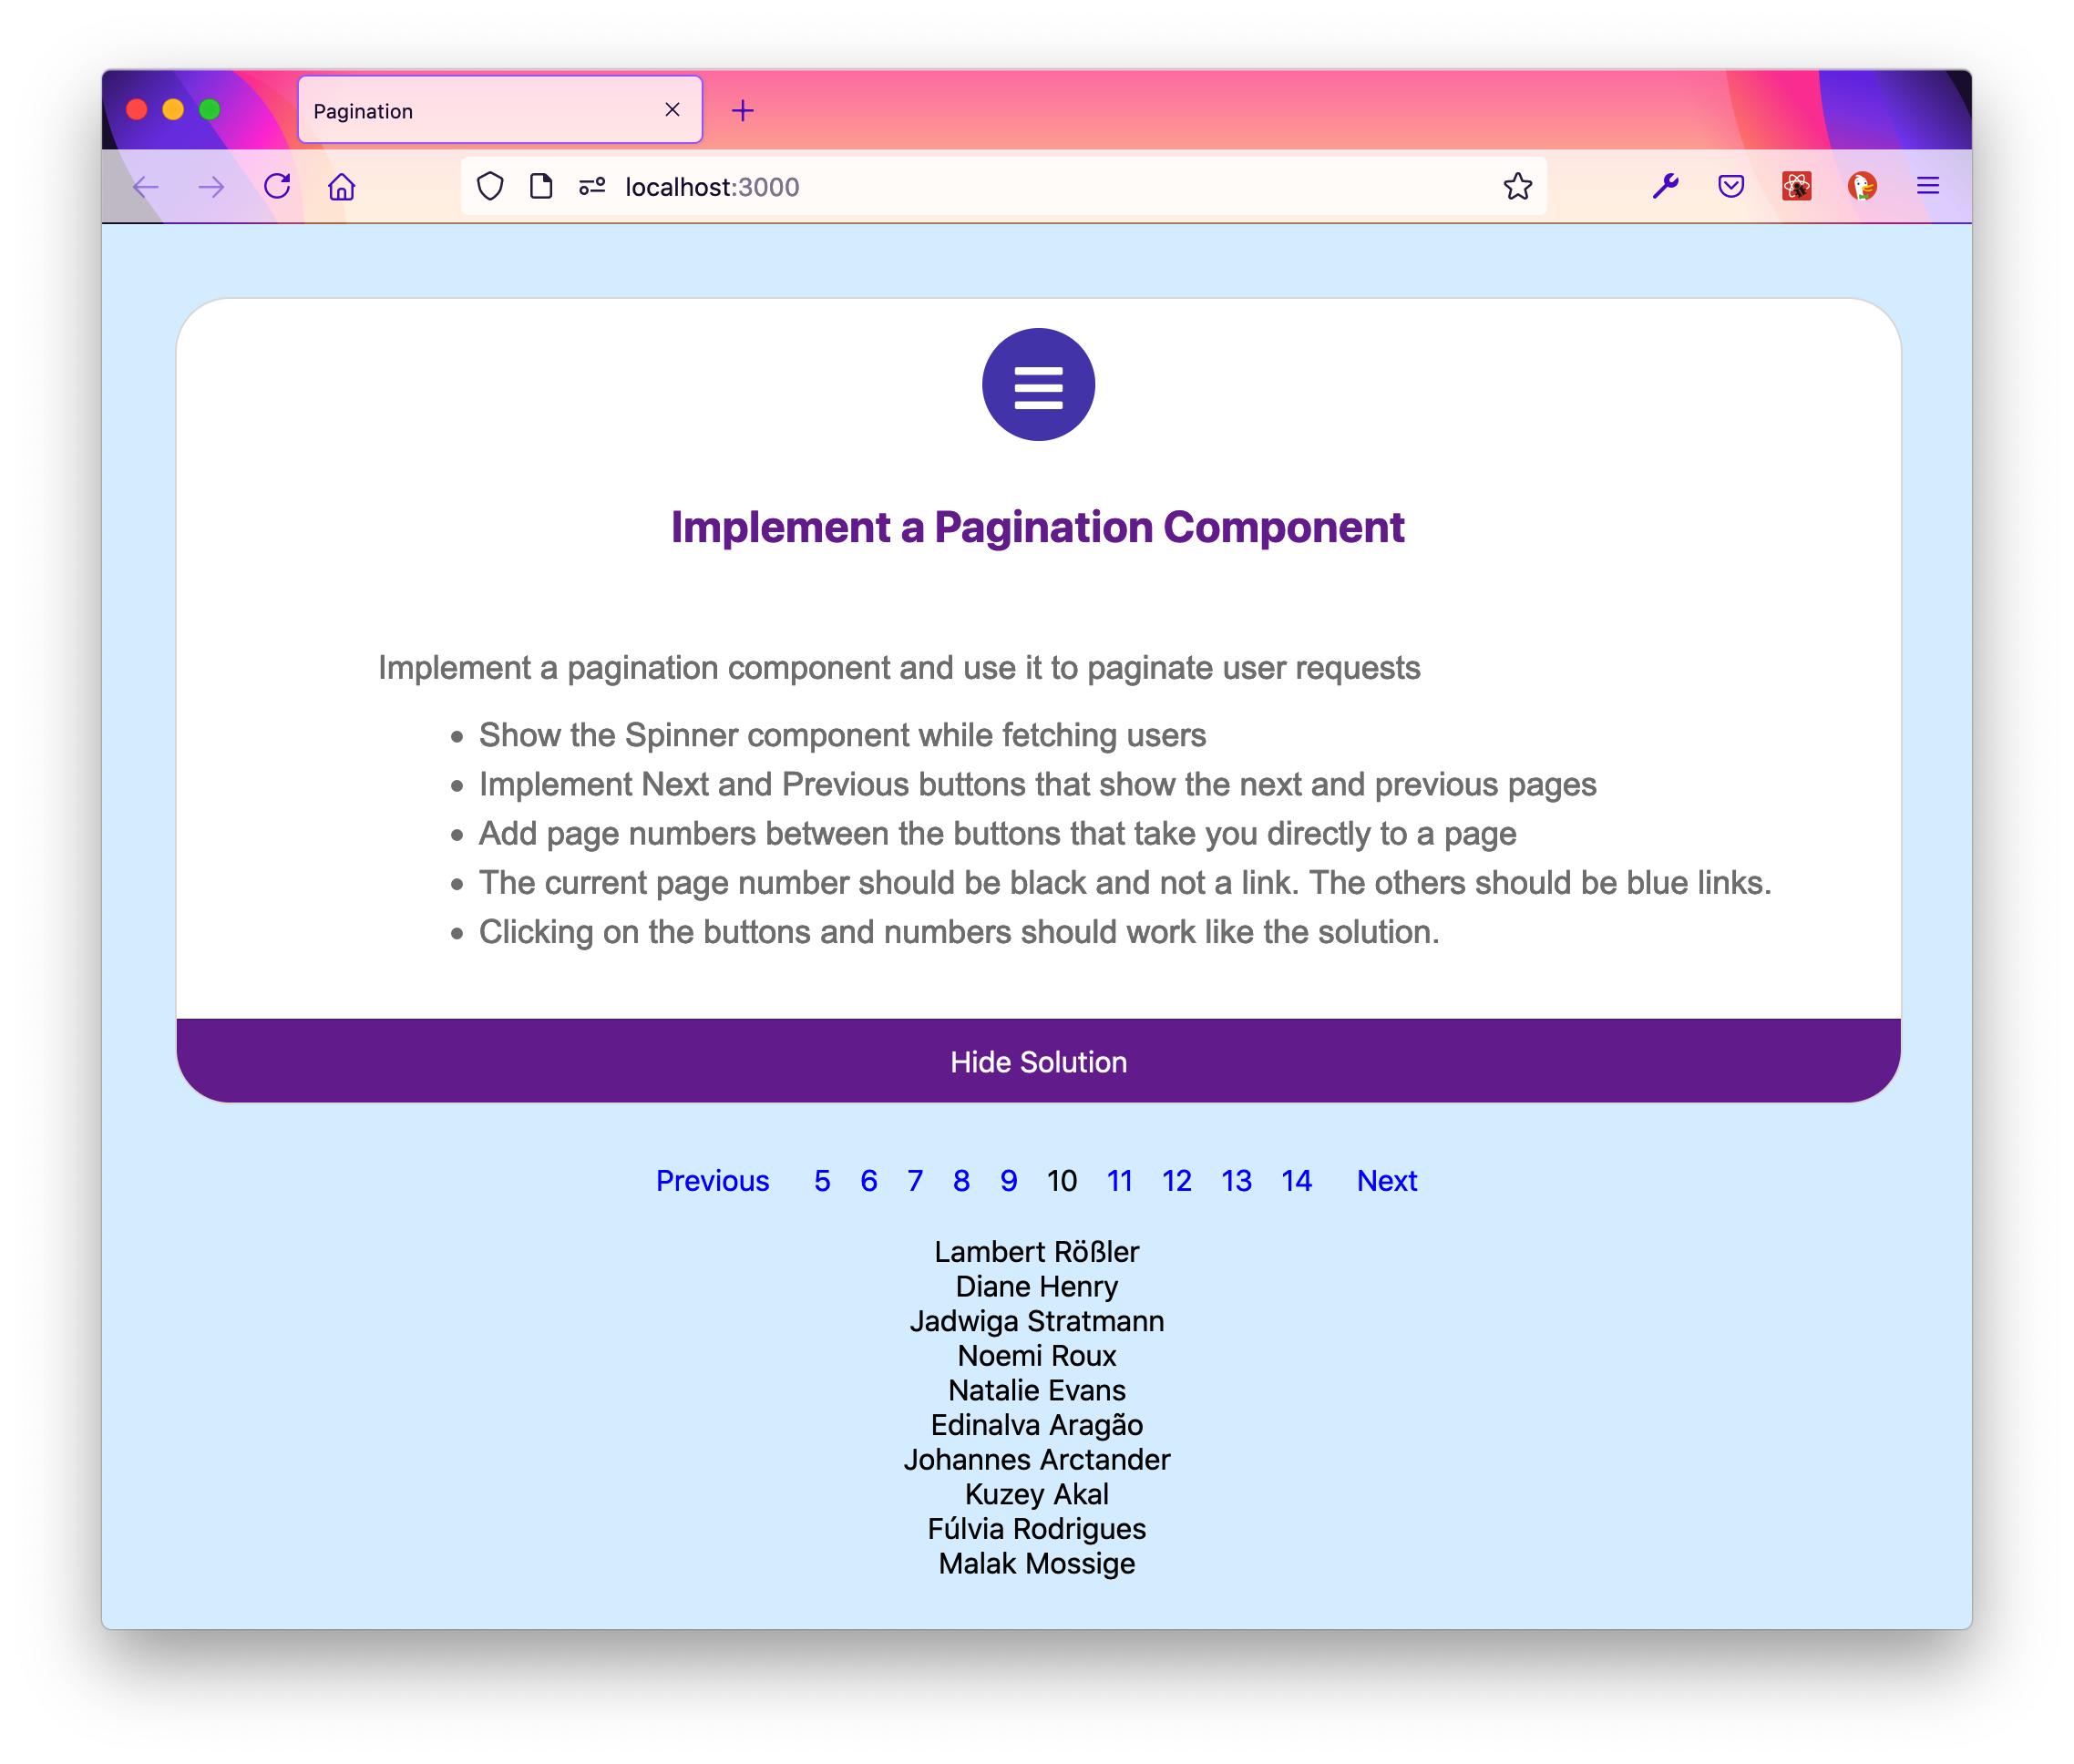 Pagination
localhost:3000
Implement a Pagination Component
Implement a pagination component and use it to paginate user requests
• Show the Spinner component while fetching users
• Implement Next and Previous buttons that show the next and previous pages
• Add page numbers between the buttons that take you directly to a page
• The current page number should be black and not a link. The others should be blue links.
• Clicking on the buttons and numbers should work like the solution.
Hide Solution
Previous 5 6 7 8 9 10 11 12 13 14 Next
Lambert Rößler
Diane Henry
Jadwiga Stratmann
Noemi Roux
Natalie Evans
Edinalva Aragão
Johannes Arctander
Kuzey Akal
Fúlvia Rodrigues
Malak Mossige